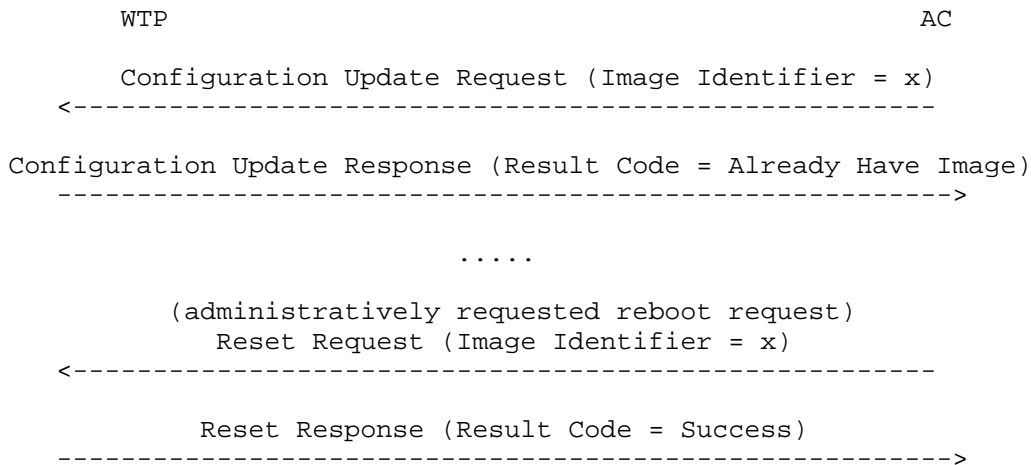 WTP AC
Configuration Update Request (Image Identifier = x)
<------------------------------------------------------
Configuration Update Response (Result Code = Already Have Image)
-------------------------------------------------------->
.....
(administratively requested reboot request)
Reset Request (Image Identifier = x)
<------------------------------------------------------
Reset Response (Result Code = Success)
-------------------------------------------------------->